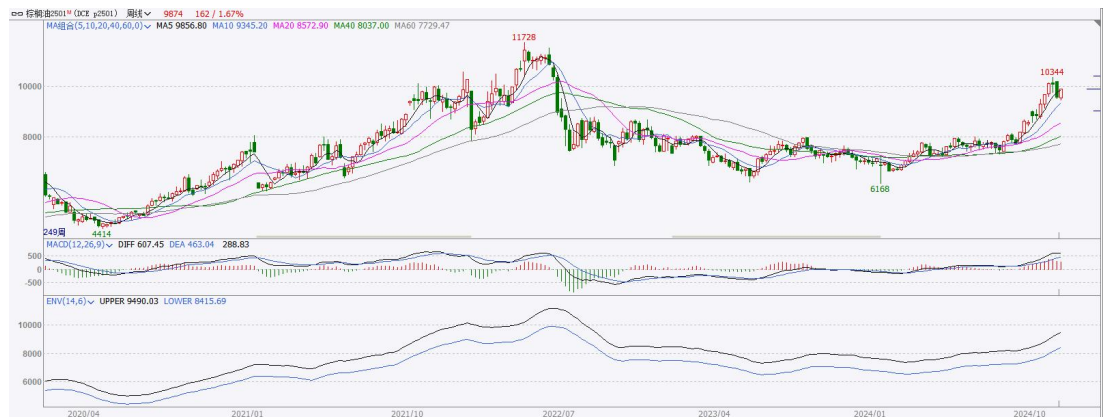 棕榈油2501M (DCE p2501) 周线 9874 162 / 1.67%
MA组合(5,10,20,40,60,0) MA5 9856.80 MA10 9345.20 MA20 8572.90 MA40 8037.00 MA60 7729.47
11728
10344
10000
8000
6168
249周
4414
MACD(12,26,9) DIFF 607.45 DEA 463.04 288.83
500
0
-500
ENV(14,6) UPPER 9490.03 LOWER 8415.69
10000
8000
6000
2020/04 2021/01 2021/10 2022/07 2023/04 2024/01 2024/10